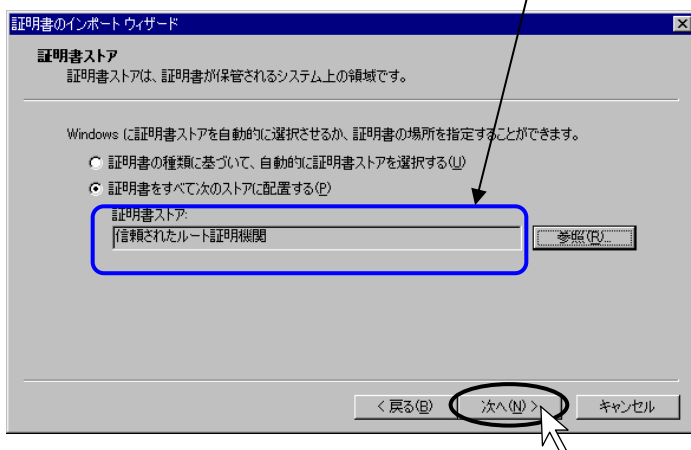 証明書のインポート ウィザード
証明書ストア
証明書ストアは、証明書が保管されるシステム上の領域です。
Windows に証明書ストアを自動的に選択させるか、証明書の場所を指定することができます。
証明書の種類に基づいて、自動的に証明書ストアを選択する(U)
証明書をすべて次のストアに配置する(P)
証明書ストア:
信頼されたルート証明機関
参照(R)...
< 戻る(B)
次へ(N) >
キャンセル